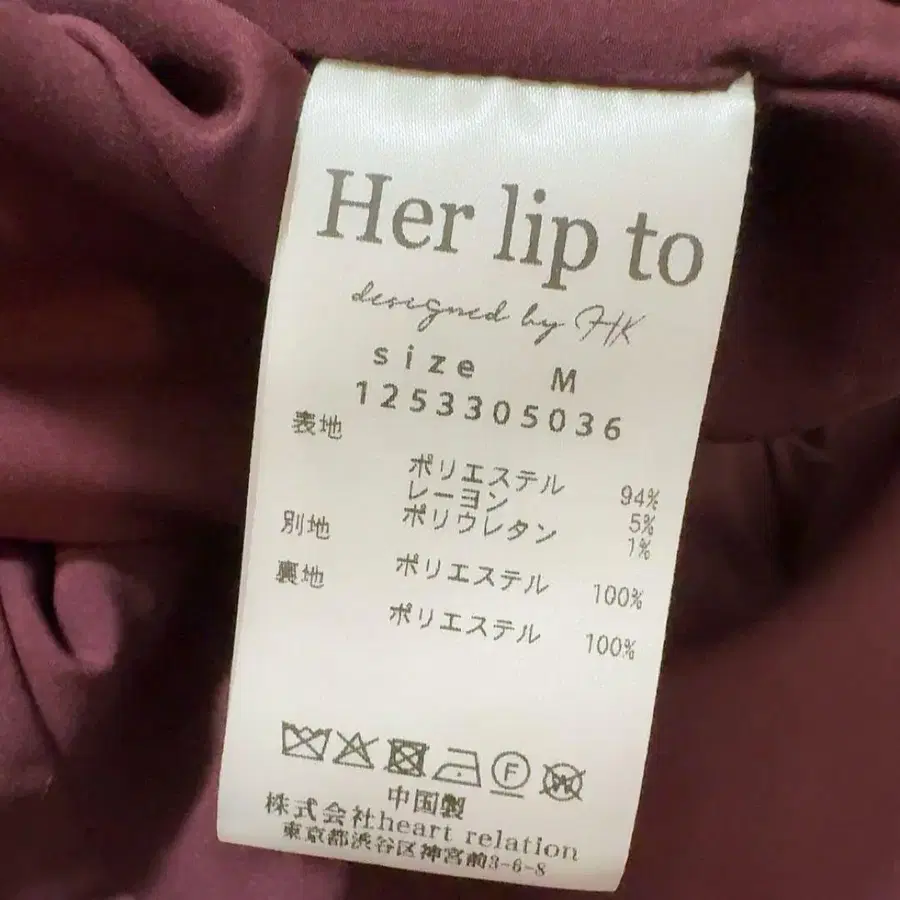 Her lip to
designed by HK
size M
1253305036
表地
ポリエステル 94%
レーヨン 5%
ポリウレタン 1%
別地
ポリエステル 100%
裏地
ポリエステル 100%
F
W
中国製
株式会社heart relation
東京都渋谷区神宮前3-6-8